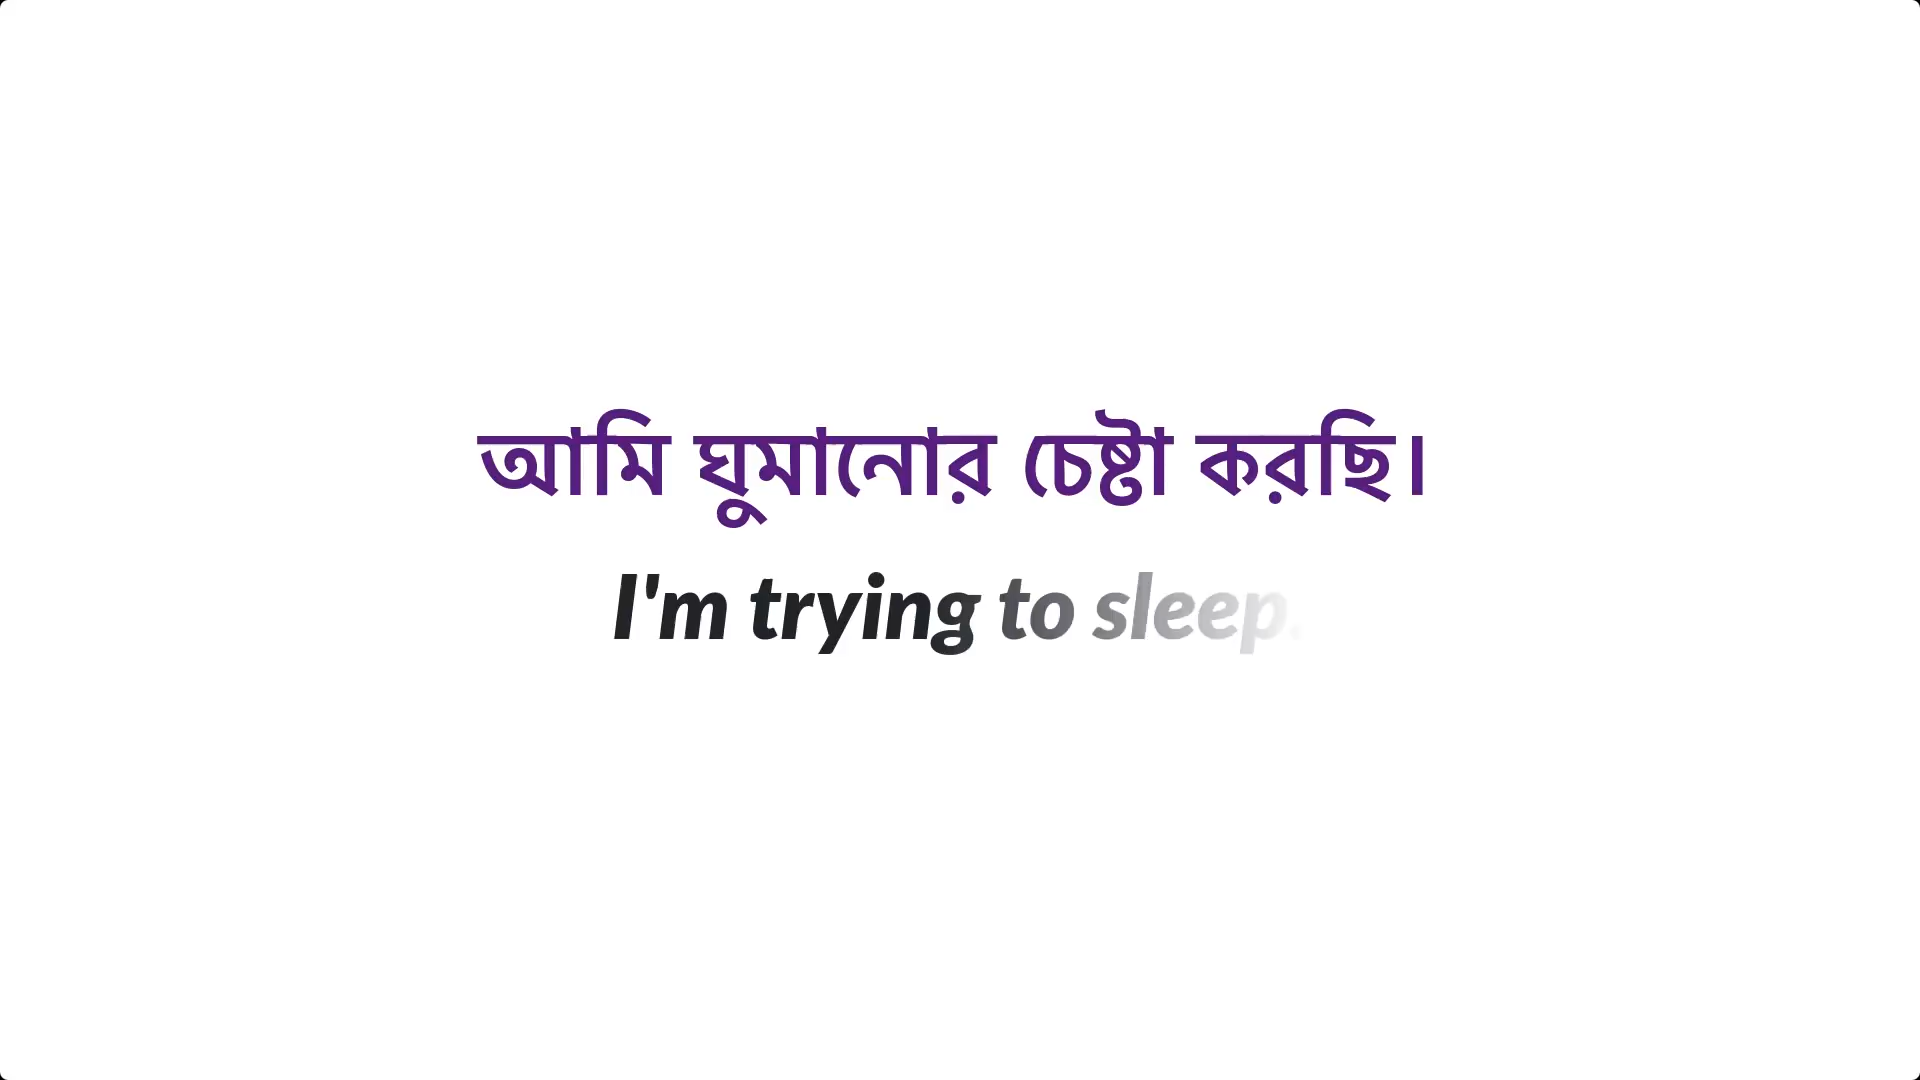 আমি ঘুমানোর চেষ্টা করছি।
I'm trying to sleep.